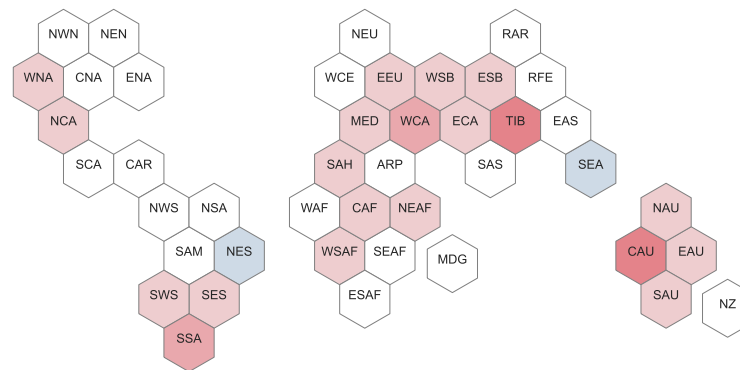 NWN NEN NEU RAR
WNA CNA ENA WCE EEU WSB ESB RFE
NCA MED WCA ECA TIB EAS
SCA CAR SAH ARP SAS SEA
NWS NSA WAF CAF NEAF NAU
SAM NES WSAF SEAF MDG CAU EAU
SWS SES ESAF SAU NZ
SSA